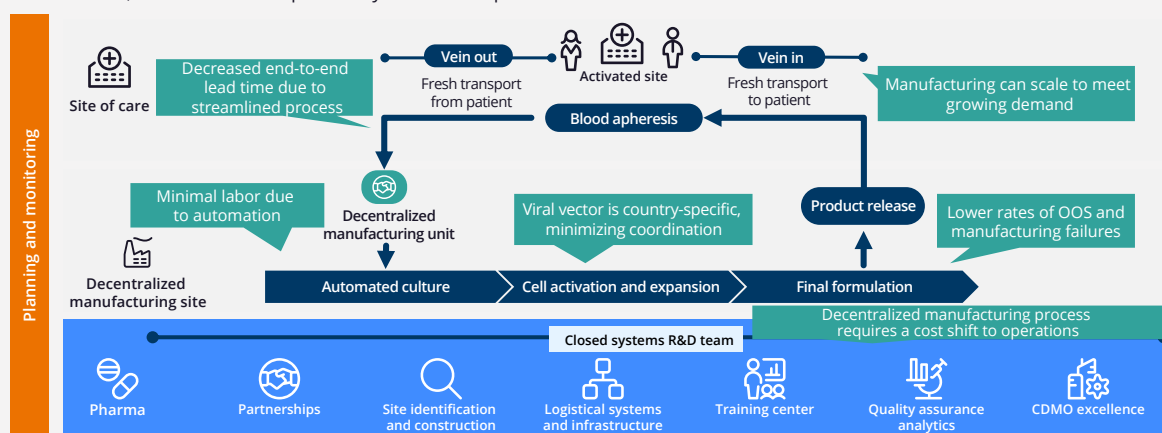 Planning and monitoring
Site of care
Decreased end-to-end
lead time due to
streamlined process
Vein out
Fresh transport
from patient
Activated site
Vein in
Fresh transport
to patient
Manufacturing can scale to meet
growing demand
Blood apheresis
Minimal labor due
to automation
Decentralized
manufacturing unit
Viral vector is country-specific,
minimizing coordination
Product release
Lower rates of OOS and
manufacturing failures
Decentralized
manufacturing site
Automated culture
Cell activation and expansion
Final formulation
Decentralized manufacturing process
requires a cost shift to operations
Closed systems R&D team
Pharma
Partnerships
Site identification
and construction
Logistical systems
and infrastructure
Training center
Quality assurance
analytics
CDMO excellence